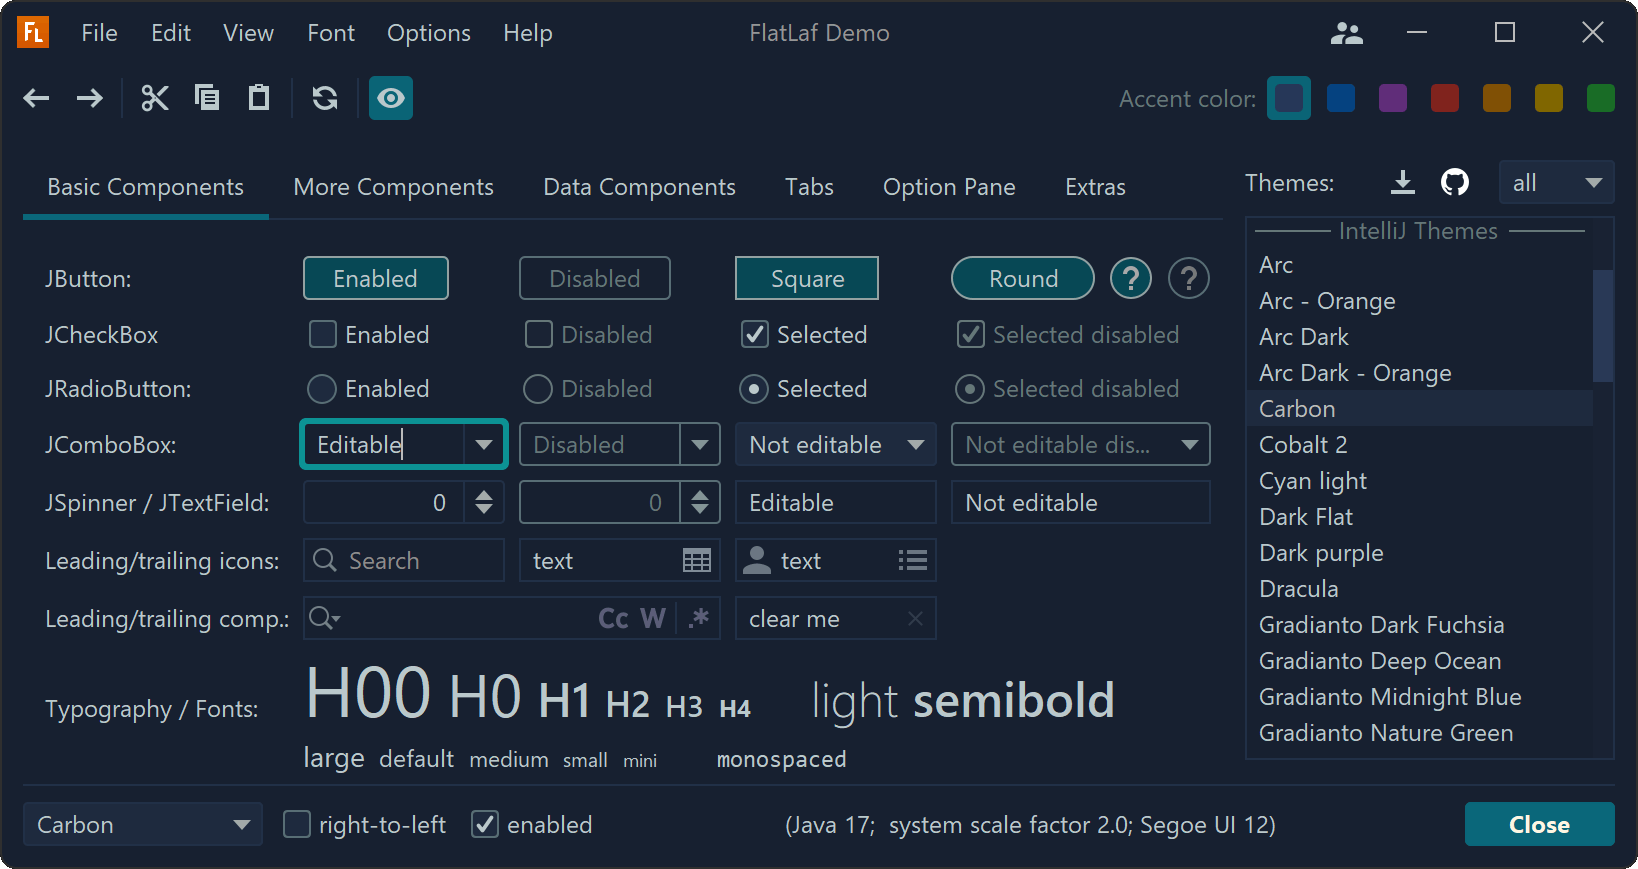 FL File Edit View Font Options Help FlatLaf Demo
Accent color:
Basic Components More Components Data Components Tabs Option Pane Extras Themes: all
IntelliJ Themes
JButton: Enabled Disabled Square Round ? ?
JCheckBox Enabled Disabled Selected Selected disabled
JRadioButton: Enabled Disabled Selected Selected disabled
JComboBox: Editable Disabled Not editable Not editable dis...
JSpinner / JTextField: 0 0 Editable Not editable
Leading/trailing icons: Search text text
Leading/trailing comp.: Cc W .* clear me
Typography / Fonts: H00 H0 H1 H2 H3 H4 light semibold
large default medium small mini monospaced
Arc
Arc - Orange
Arc Dark
Arc Dark - Orange
Carbon
Cobalt 2
Cyan light
Dark Flat
Dark purple
Dracula
Gradianto Dark Fuchsia
Gradianto Deep Ocean
Gradianto Midnight Blue
Gradianto Nature Green
Carbon right-to-left enabled (Java 17; system scale factor 2.0; Segoe UI 12) Close